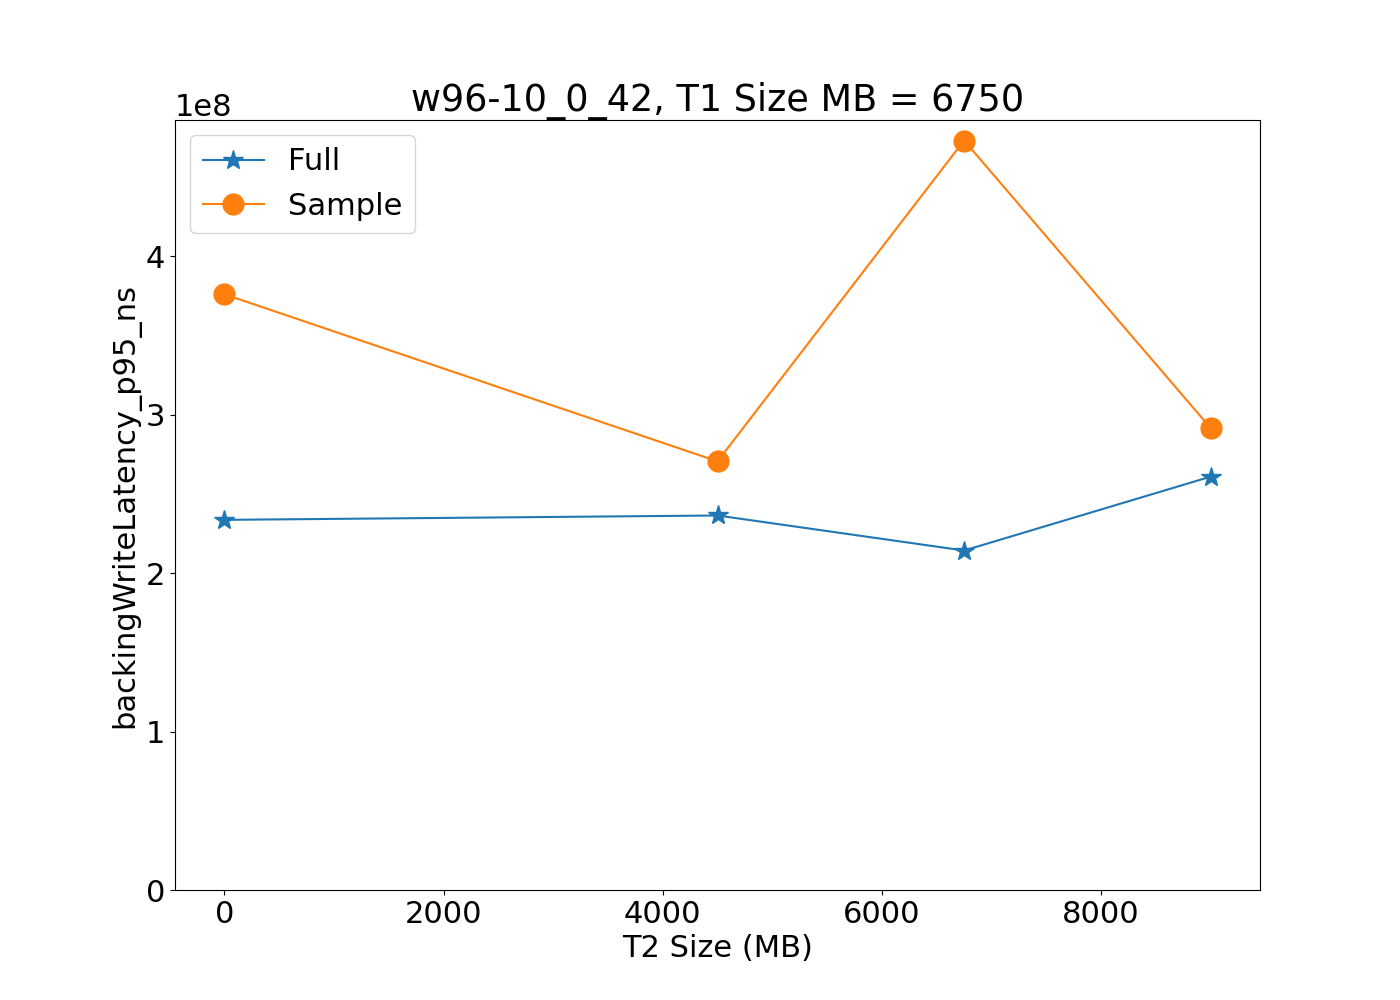 w96-10_0_42, T1 Size MB = 6750
1e8
Full
Sample
4
3
2
1
0
backingWriteLatency_p95_ns
0 2000 4000 6000 8000
T2 Size (MB)